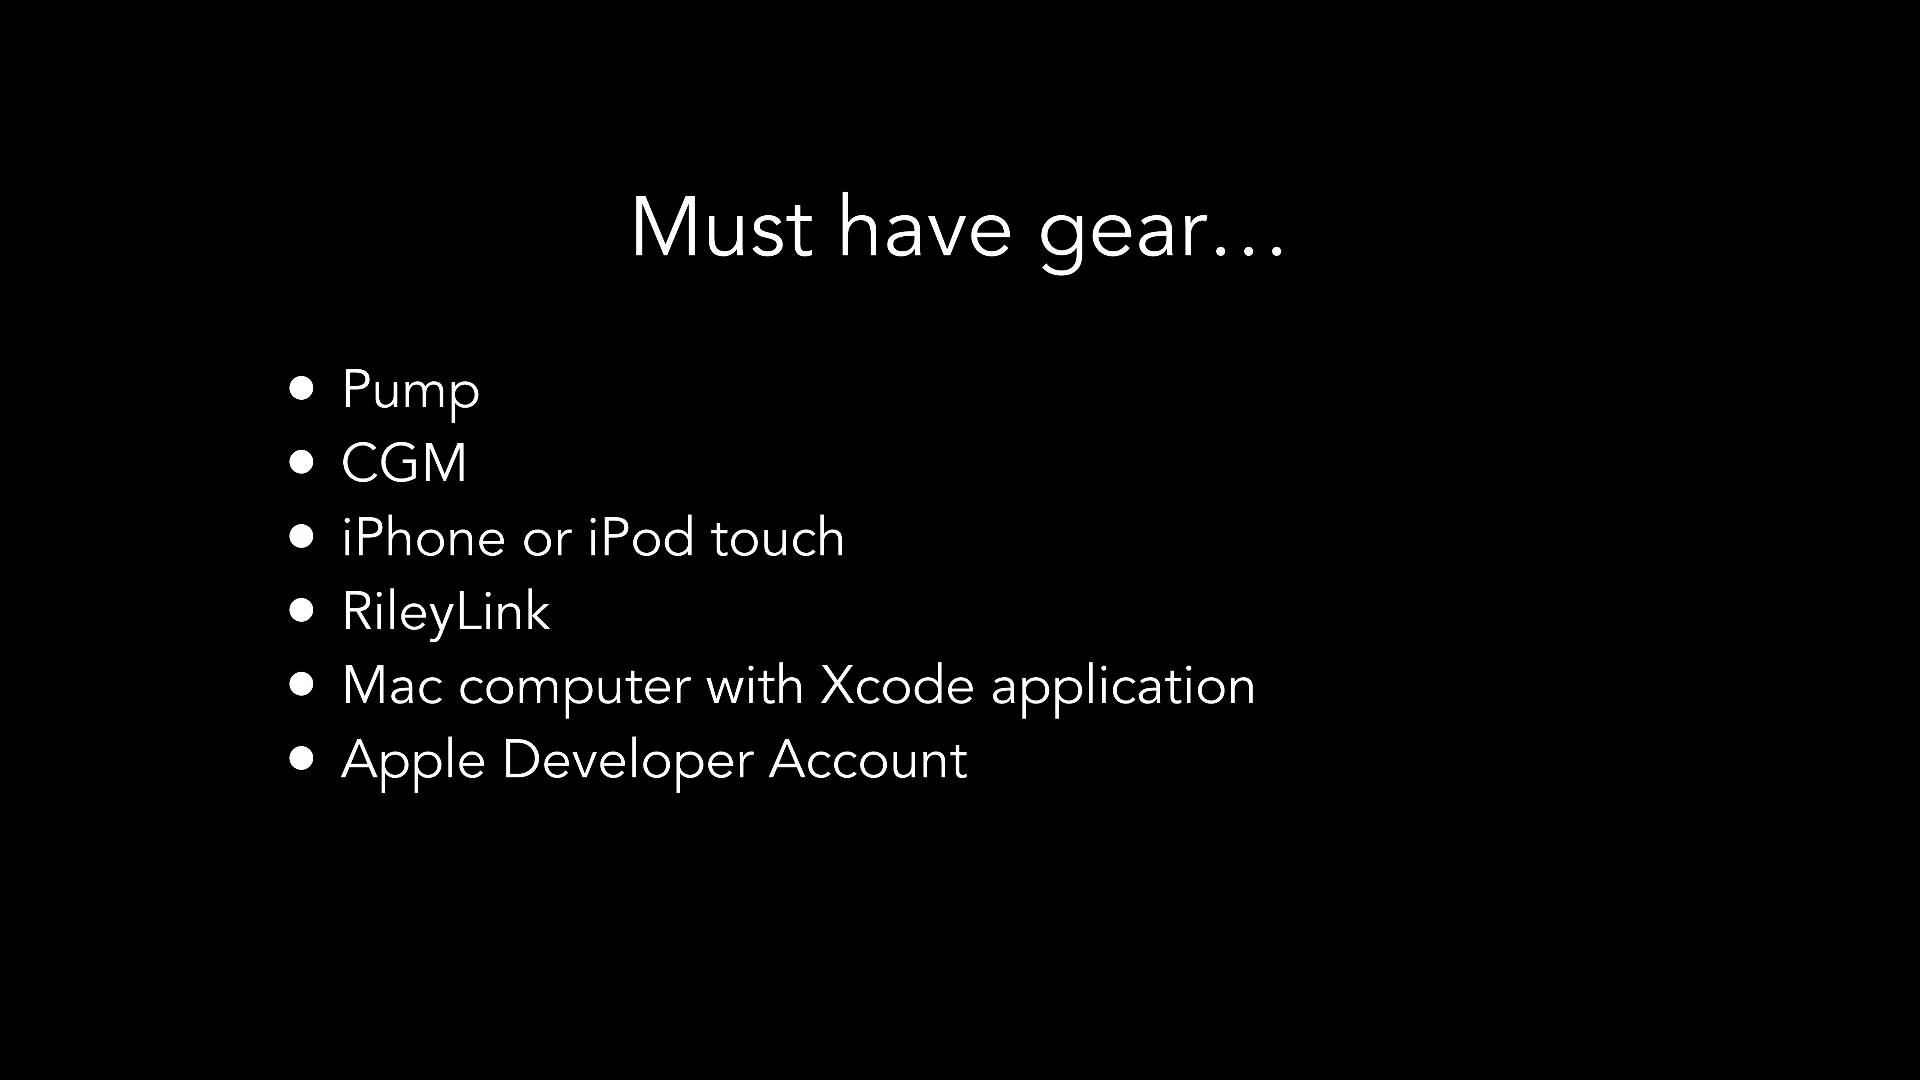 Must have gear…
• Pump
• CGM
• iPhone or iPod touch
• RileyLink
• Mac computer with Xcode application
• Apple Developer Account